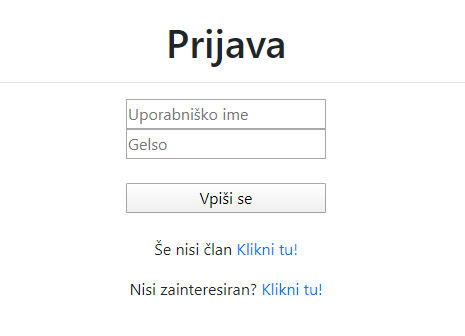 Prijava
Uporabniško ime
Gelso
Vpiši se
Še nisi član Klikni tu!
Nisi zainteresiran? Klikni tu!